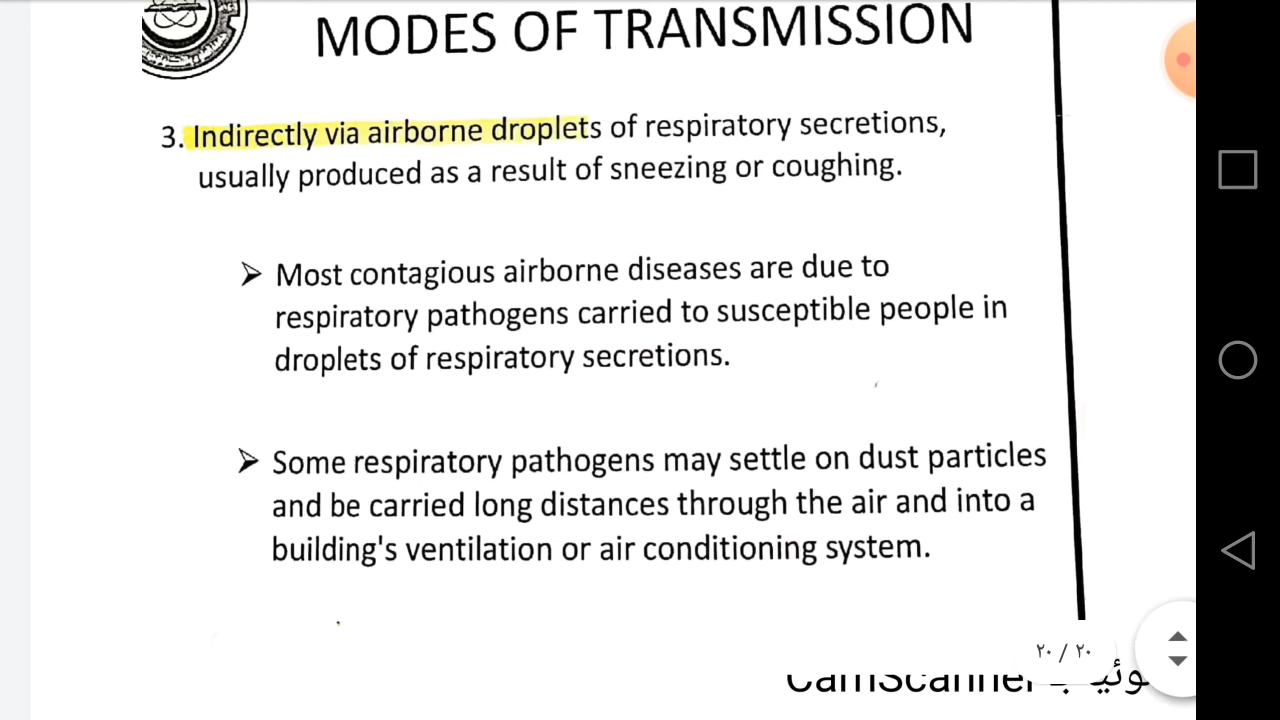 MODES OF TRANSMISSION
3. Indirectly via airborne droplets of respiratory secretions,
usually produced as a result of sneezing or coughing.
➢ Most contagious airborne diseases are due to
respiratory pathogens carried to susceptible people in
droplets of respiratory secretions.
➢ Some respiratory pathogens may settle on dust particles
and be carried long distances through the air and into a
building's ventilation or air conditioning system.
٢٠ / ٢٠
CamScanner